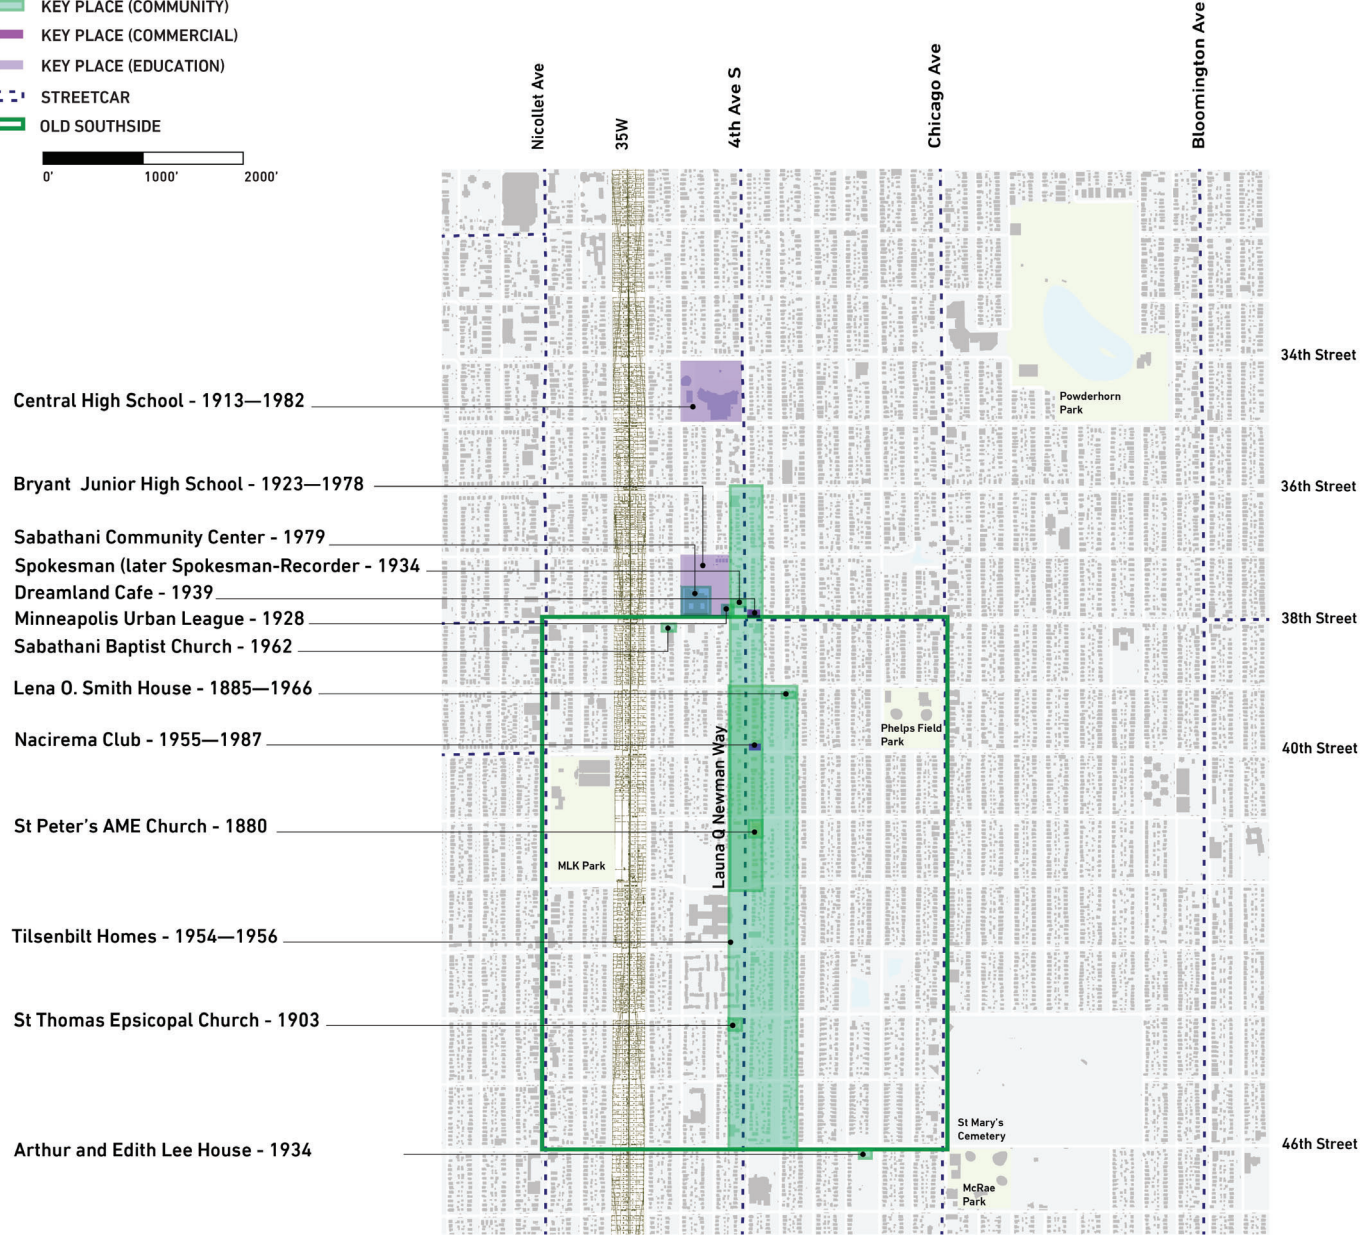 KEY PLACE (COMMUNITY)
KEY PLACE (COMMERCIAL)
KEY PLACE (EDUCATION)
STREETCAR
OLD SOUTHSIDE
0' 1000' 2000'
Nicollet Ave
35W
4th Ave S
Chicago Ave
Bloomington Ave
34th Street
Powderhorn
Park
Central High School - 1913—1982
Bryant Junior High School - 1923—1978
36th Street
Sabathani Community Center - 1979
Spokesman (later Spokesman-Recorder - 1934
Dreamland Cafe - 1939
Minneapolis Urban League - 1928
38th Street
Sabathani Baptist Church - 1962
Lena O. Smith House - 1885—1966
Phelps Field
Park
Nacirema Club - 1955—1987
40th Street
Launa Q Newman Way
St Peter's AME Church - 1880
MLK Park
Tilsenbilt Homes - 1954—1956
St Thomas Epsicopal Church - 1903
St Mary's
Cemetery
Arthur and Edith Lee House - 1934
46th Street
McRae
Park